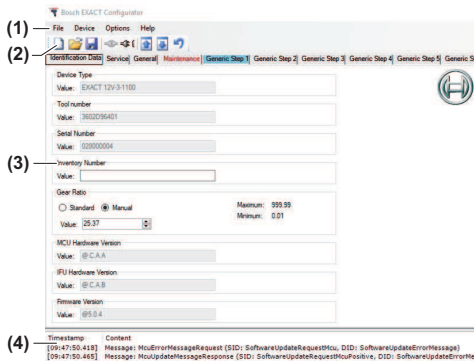 Bosch EXACT Configurator
(1) File Device Options Help
(2)
Identification Data Service General Maintenance Generic Step 1 Generic Step 2 Generic Step 3 Generic Step 4 Generic Step 5 Generic S
Device Type
Value: EXACT 12V-3-1100
Tool number
Value: 3602D96401
Serial Number
Value: 020000004
(3) Inventory Number
Value:
Gear Ratio
Standard Manual Maximum: 999.99
Minimum: 0.01
Value: 25.37
MCU Hardware Version
Value: @C.A.A
IFU Hardware Version
Value: @C.A.B
Firmware Version
Value: @5.0.4
Timestamp Content
(4) [09:47:50.418] Message: McuErrorMessageRequest (SID: SoftwareUpdateRequestMcu, DID: SoftwareUpdateErrorMessage)
[09:47:50.465] Message: McuUpdateMessageResponse (SID: SoftwareUpdateRequestMcuPositive, DID: SoftwareUpdateErrorMe